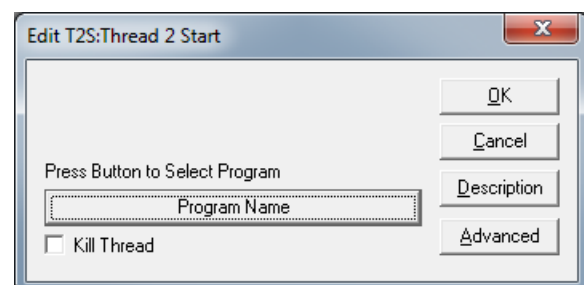 Edit T2S:Thread 2 Start
OK
Cancel
Press Button to Select Program
Description
Program Name
Kill Thread
Advanced